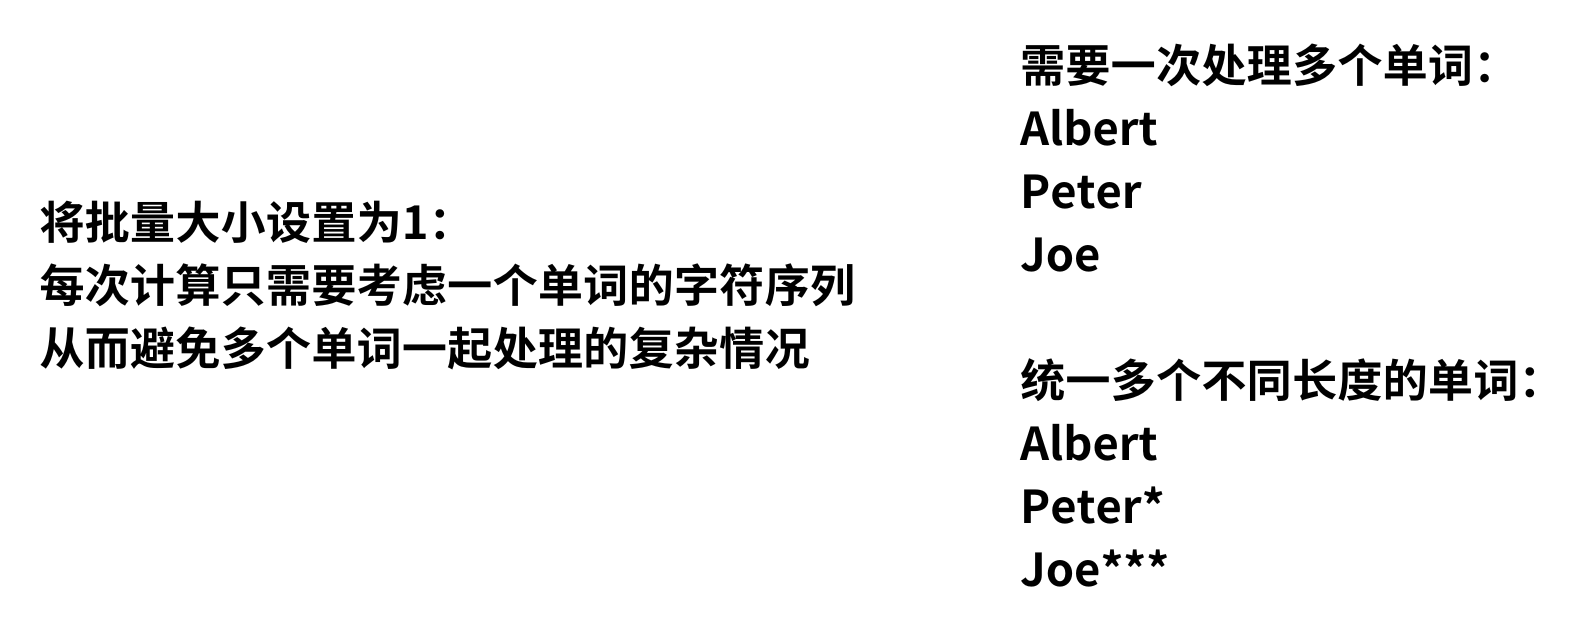 将批量大小设置为1：
每次计算只需要考虑一个单词的字符序列
从而避免多个单词一起处理的复杂情况
需要一次处理多个单词：
Albert
Peter
Joe
统一多个不同长度的单词：
Albert
Peter*
Joe***